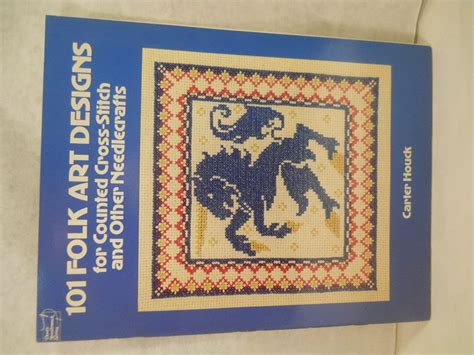 101 FOLK ART DESIGNS
for Counted Cross-Stitch
and Other Needlecrafts
Carter Houck